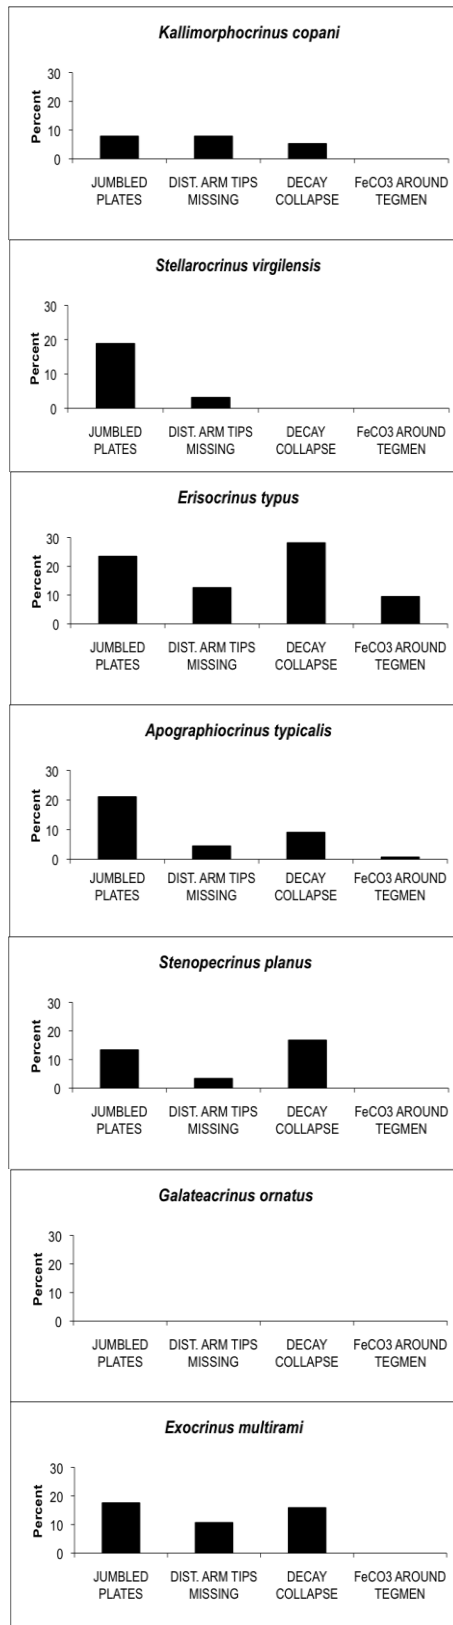 Kallimorphocrinus copani
Percent
30
20
10
0
JUMBLED PLATES
DIST. ARM TIPS MISSING
DECAY COLLAPSE
FeCO3 AROUND TEGMEN
Stellarocrinus virgilensis
Percent
30
20
10
0
JUMBLED PLATES
DIST. ARM TIPS MISSING
DECAY COLLAPSE
FeCO3 AROUND TEGMEN
Erisocrinus typus
Percent
30
20
10
0
JUMBLED PLATES
DIST. ARM TIPS MISSING
DECAY COLLAPSE
FeCO3 AROUND TEGMEN
Apographiocrinus typicalis
Percent
30
20
10
0
JUMBLED PLATES
DIST. ARM TIPS MISSING
DECAY COLLAPSE
FeCO3 AROUND TEGMEN
Stenopecrinus planus
Percent
30
20
10
0
JUMBLED PLATES
DIST. ARM TIPS MISSING
DECAY COLLAPSE
FeCO3 AROUND TEGMEN
Galateacrinus ornatus
Percent
30
20
10
0
JUMBLED PLATES
DIST. ARM TIPS MISSING
DECAY COLLAPSE
FeCO3 AROUND TEGMEN
Exocrinus multirami
Percent
30
20
10
0
JUMBLED PLATES
DIST. ARM TIPS MISSING
DECAY COLLAPSE
FeCO3 AROUND TEGMEN